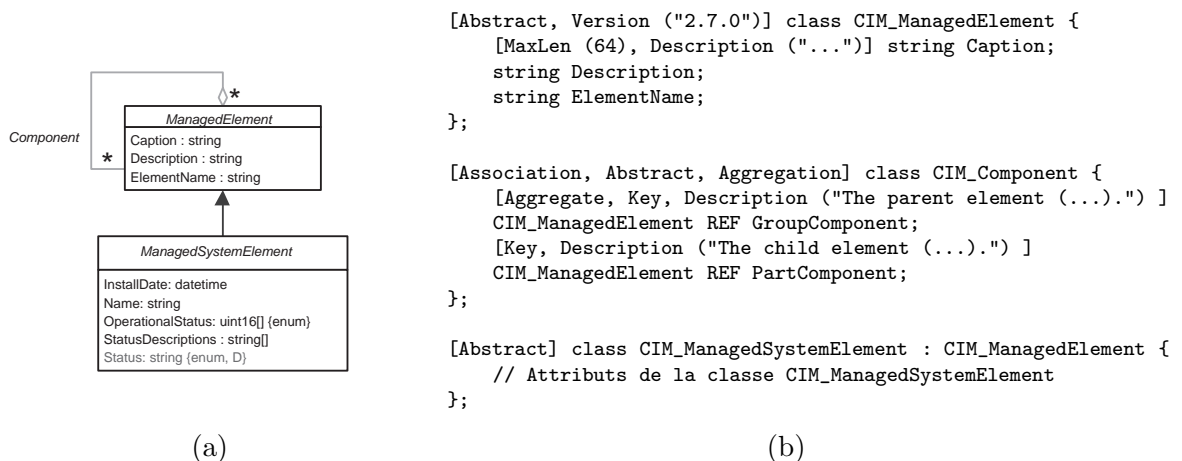 *
ManagedElement
Component
Caption : string
*
Description : string
ElementName : string
ManagedSystemElement
InstallDate: datetime
Name: string
OperationalStatus: uint16[] {enum}
StatusDescriptions : string[]
Status: string {enum, D}
(a)
[Abstract, Version ("2.7.0")] class CIM_ManagedElement {
    [MaxLen (64), Description ("...")] string Caption;
    string Description;
    string ElementName;
};
[Association, Abstract, Aggregation] class CIM_Component {
    [Aggregate, Key, Description ("The parent element (...).") ]
    CIM_ManagedElement REF GroupComponent;
    [Key, Description ("The child element (...).") ]
    CIM_ManagedElement REF PartComponent;
};
[Abstract] class CIM_ManagedSystemElement : CIM_ManagedElement {
    // Attributs de la classe CIM_ManagedSystemElement
};
(b)